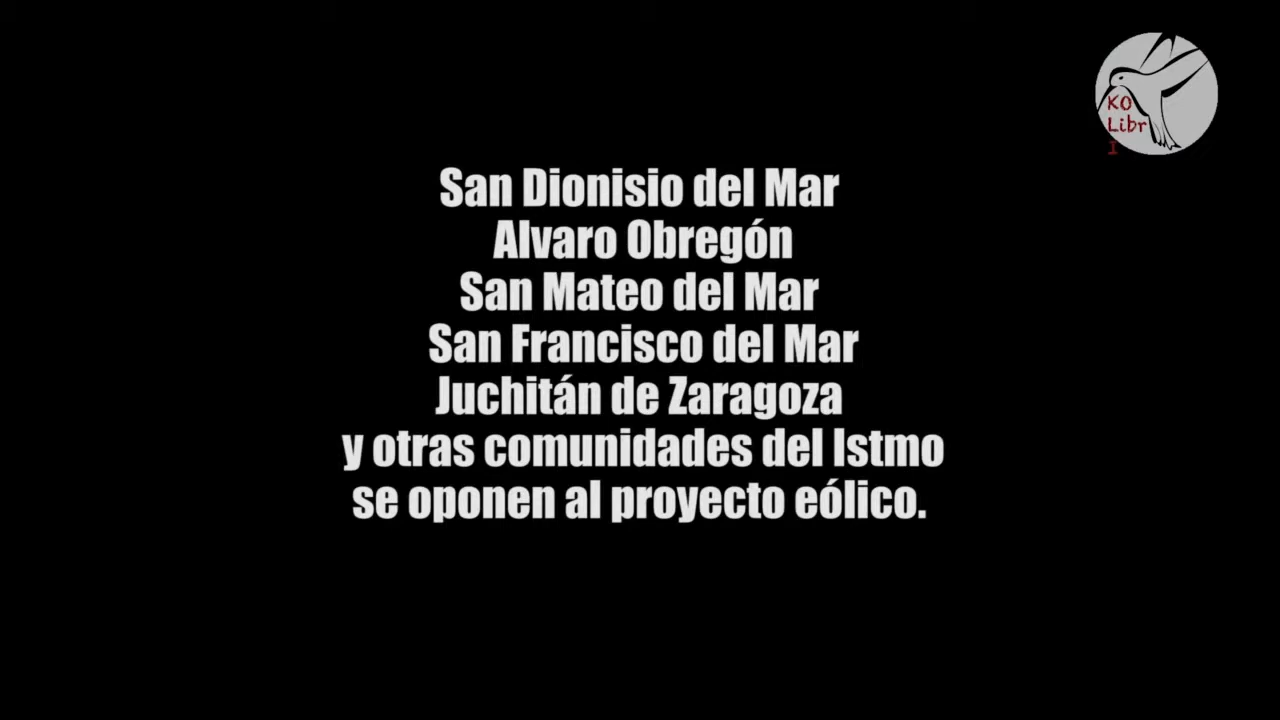 KO
Libr
I
San Dionisio del Mar
Alvaro Obregón
San Mateo del Mar
San Francisco del Mar
Juchitán de Zaragoza
y otras comunidades del Istmo
se oponen al proyecto eólico.